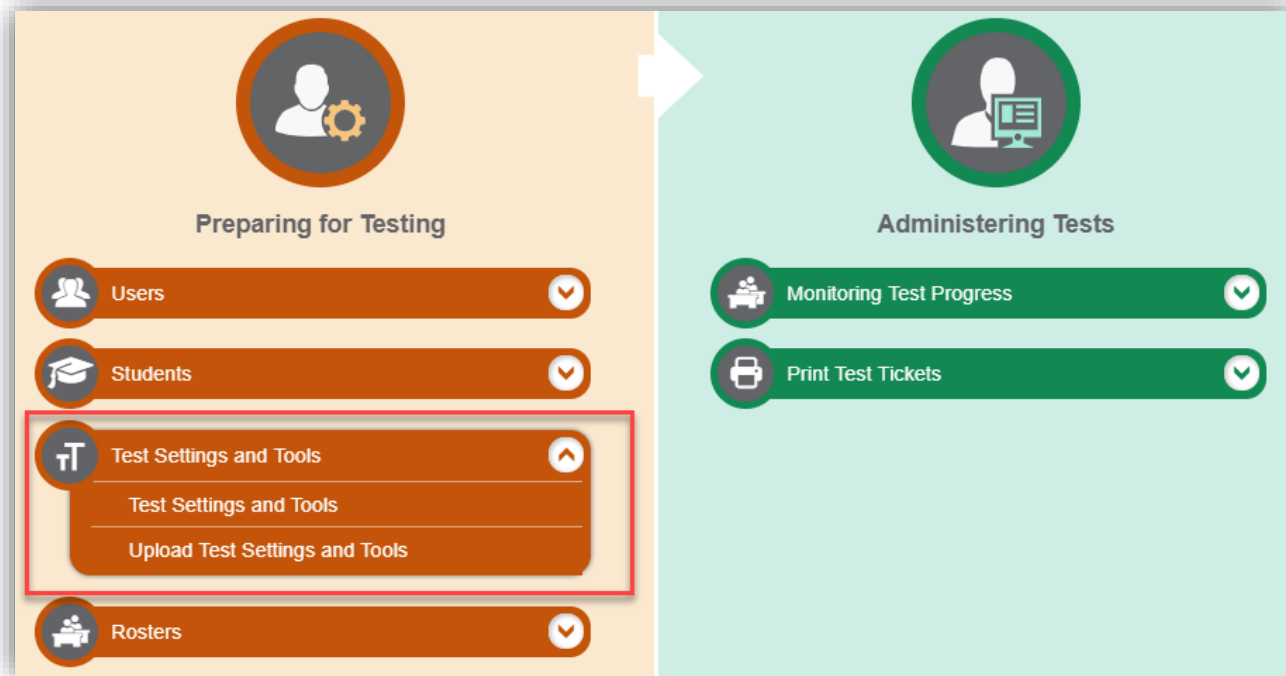 Preparing for Testing
Users
Students
Test Settings and Tools
Test Settings and Tools
Upload Test Settings and Tools
Rosters
Administering Tests
Monitoring Test Progress
Print Test Tickets